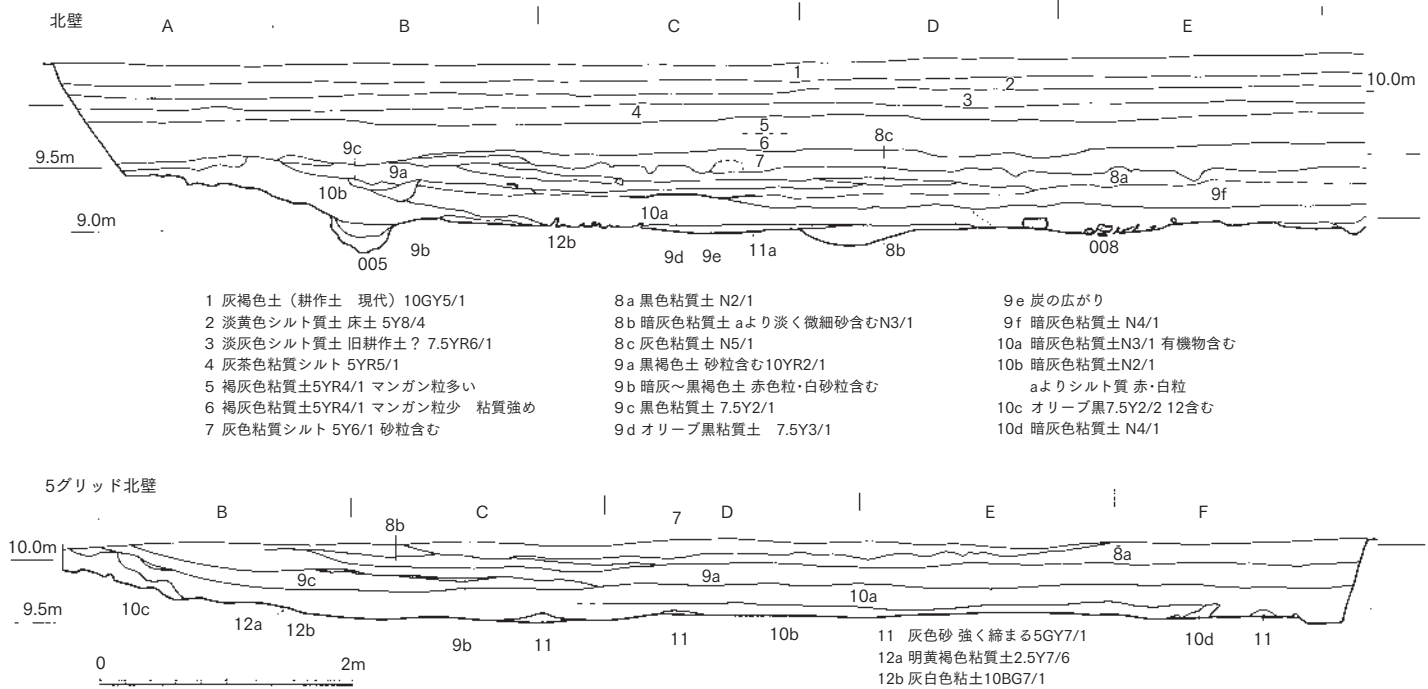 北壁
A B C D E
1
2
10.0m
3
4
5
8c
9c
6
9.5m
9a
7
8a
10b
9f
9.0m
10a
12b
11a
9b
9d 9e
8b
008
005
1 灰褐色土（耕作土　現代）10GY5/1
2 淡黄色シルト質土 床土 5Y8/4
3 淡灰色シルト質土 旧耕作土？ 7.5YR6/1
4 灰茶色粘質シルト 5YR5/1
5 褐灰色粘質土5YR4/1 マンガン粒多い
6 褐灰色粘質土5YR4/1 マンガン粒少　粘質強め
7 灰色粘質シルト 5Y6/1 砂粒含む
8a 黒色粘質土 N2/1
8b 暗灰色粘質土 aより淡く微細砂含むN3/1
8c 灰色粘質土 N5/1
9a 黒褐色土 砂粒含む10YR2/1
9b 暗灰～黒褐色土 赤色粒・白砂粒含む
9c 黒色粘質土 7.5Y2/1
9d オリーブ黒粘質土　7.5Y3/1
9e 炭の広がり
9f 暗灰色粘質土 N4/1
10a 暗灰色粘質土N3/1 有機物含む
10b 暗灰色粘質土N2/1
aよりシルト質 赤・白粒
10c オリーブ黒7.5Y2/2 12含む
10d 暗灰色粘質土 N4/1
5グリッド北壁
B C D E F
7
8b
10.0m
8a
9c
9a
10a
9.5m
10c
12a
12b
9b
11
11
10b
10d
11
11 灰色砂 強く締まる5GY7/1
12a 明黄褐色粘質土2.5Y7/6
12b 灰白色粘土10BG7/1
0 2m